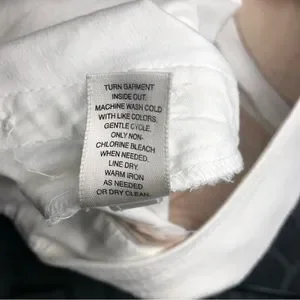 TURN GARMENT
INSIDE OUT.
MACHINE WASH COLD
WITH LIKE COLORS.
GENTLE CYCLE.
ONLY NON-
CHLORINE BLEACH
WHEN NEEDED.
LINE DRY.
WARM IRON
AS NEEDED
OR DRY CLEAN.